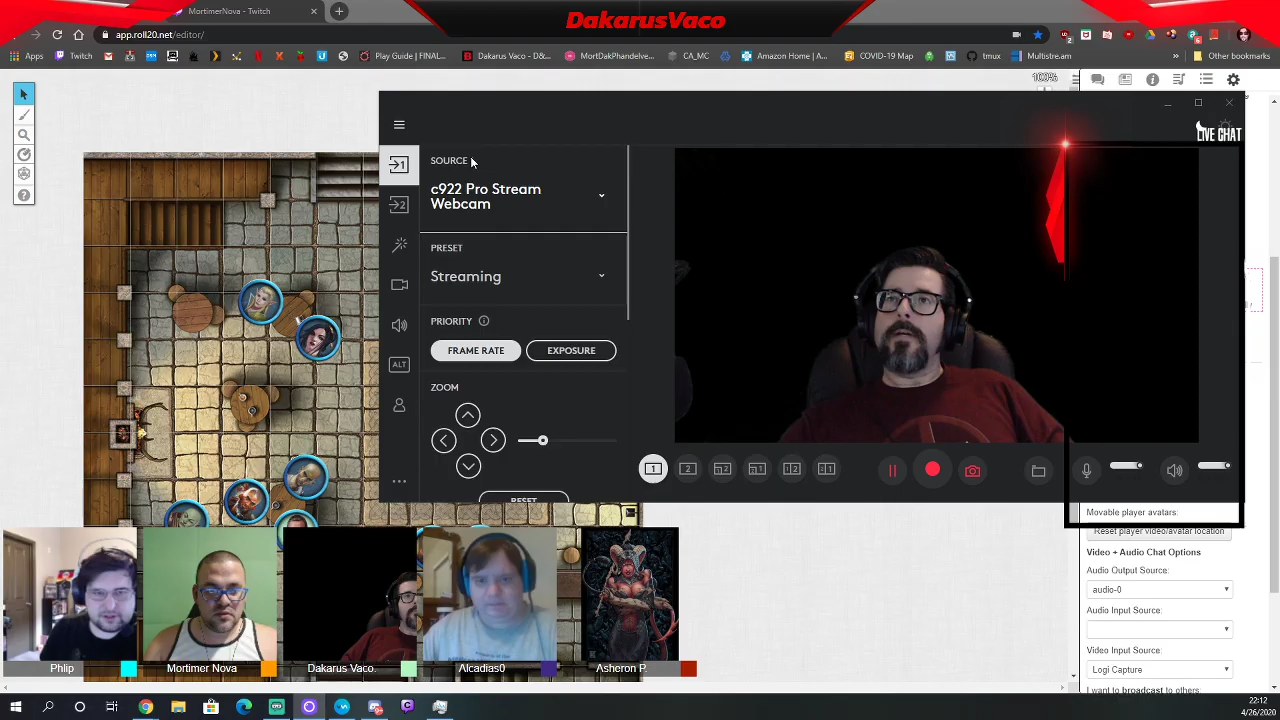 DakarusVaco
MortimerNova - Twitch
app.roll20.net/editor/
Apps
Twitch
Play Guide | FINAL...
Dakarus Vaco - D&...
MortDakPhandelve...
CA_MC
Amazon Home | A...
COVID-19 Map
tmux
Multistre.am
Other bookmarks
100%
LIVE CHAT
SOURCE
c922 Pro Stream
Webcam
PRESET
Streaming
PRIORITY
FRAME RATE
EXPOSURE
ALT
ZOOM
RESET
Movable player avatars:
Reset player video/avatar location
Video + Audio Chat Options
Audio Output Source:
audio-0
Audio Input Source:
Video Input Source:
Logi Capture
I want to broadcast to others:
Phlip
Mortimer Nova
Dakarus Vaco.
Alcadias0
Asheron P.
22:12
4/26/2020